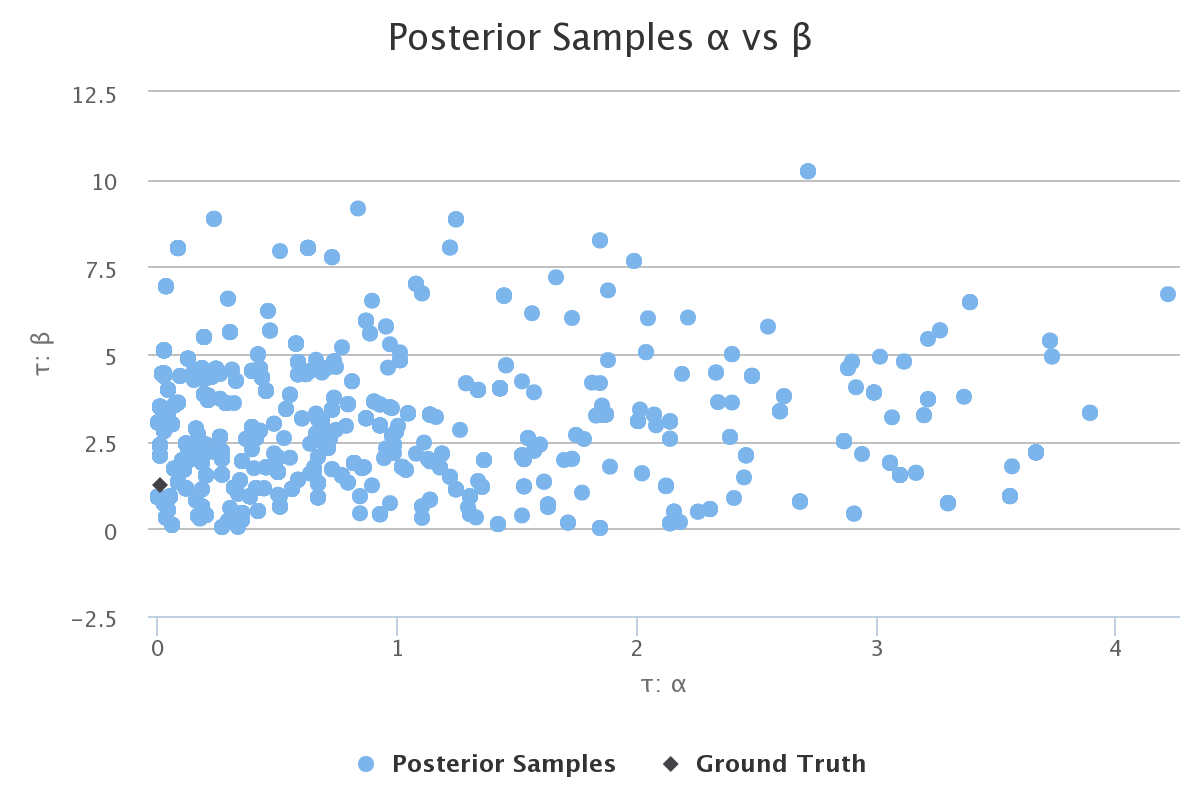 Posterior Samples α vs β
12.5
10
7.5
5
2.5
0
−2.5
τ: β
0 1 2 3 4
τ: α
Posterior Samples Ground Truth